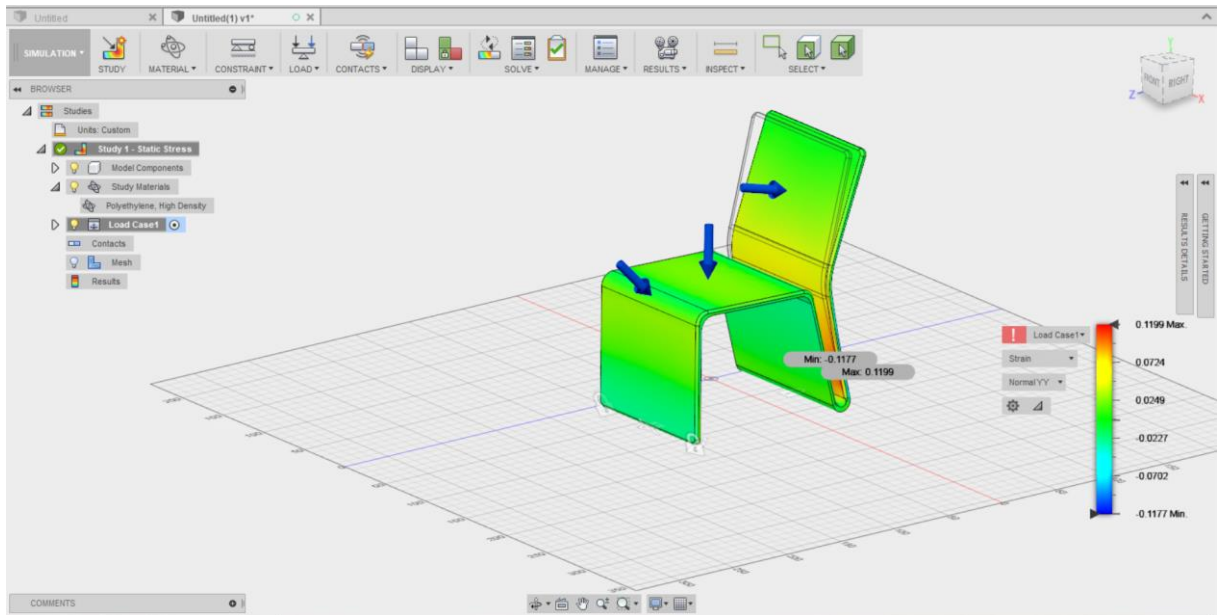 Untitled
Untitled(1) v1*
SIMULATION
STUDY
MATERIAL
CONSTRAINT
LOAD
CONTACTS
DISPLAY
SOLVE
MANAGE
RESULTS
INSPECT
SELECT
BROWSER
Studies
Units: Custom
Study 1 - Static Stress
Model Components
Study Materials
Polyethylene, High Density
Load Case1
Contacts
Mesh
Results
Y
FRONT
RIGHT
Z
X
RESULTS DETAILS
GETTING STARTED
Min: -0.1177
Max: 0.1199
Load Case1
Strain
Normal YY
0.1199 Max.
0.0724
0.0249
-0.0227
-0.0702
-0.1177 Min.
COMMENTS